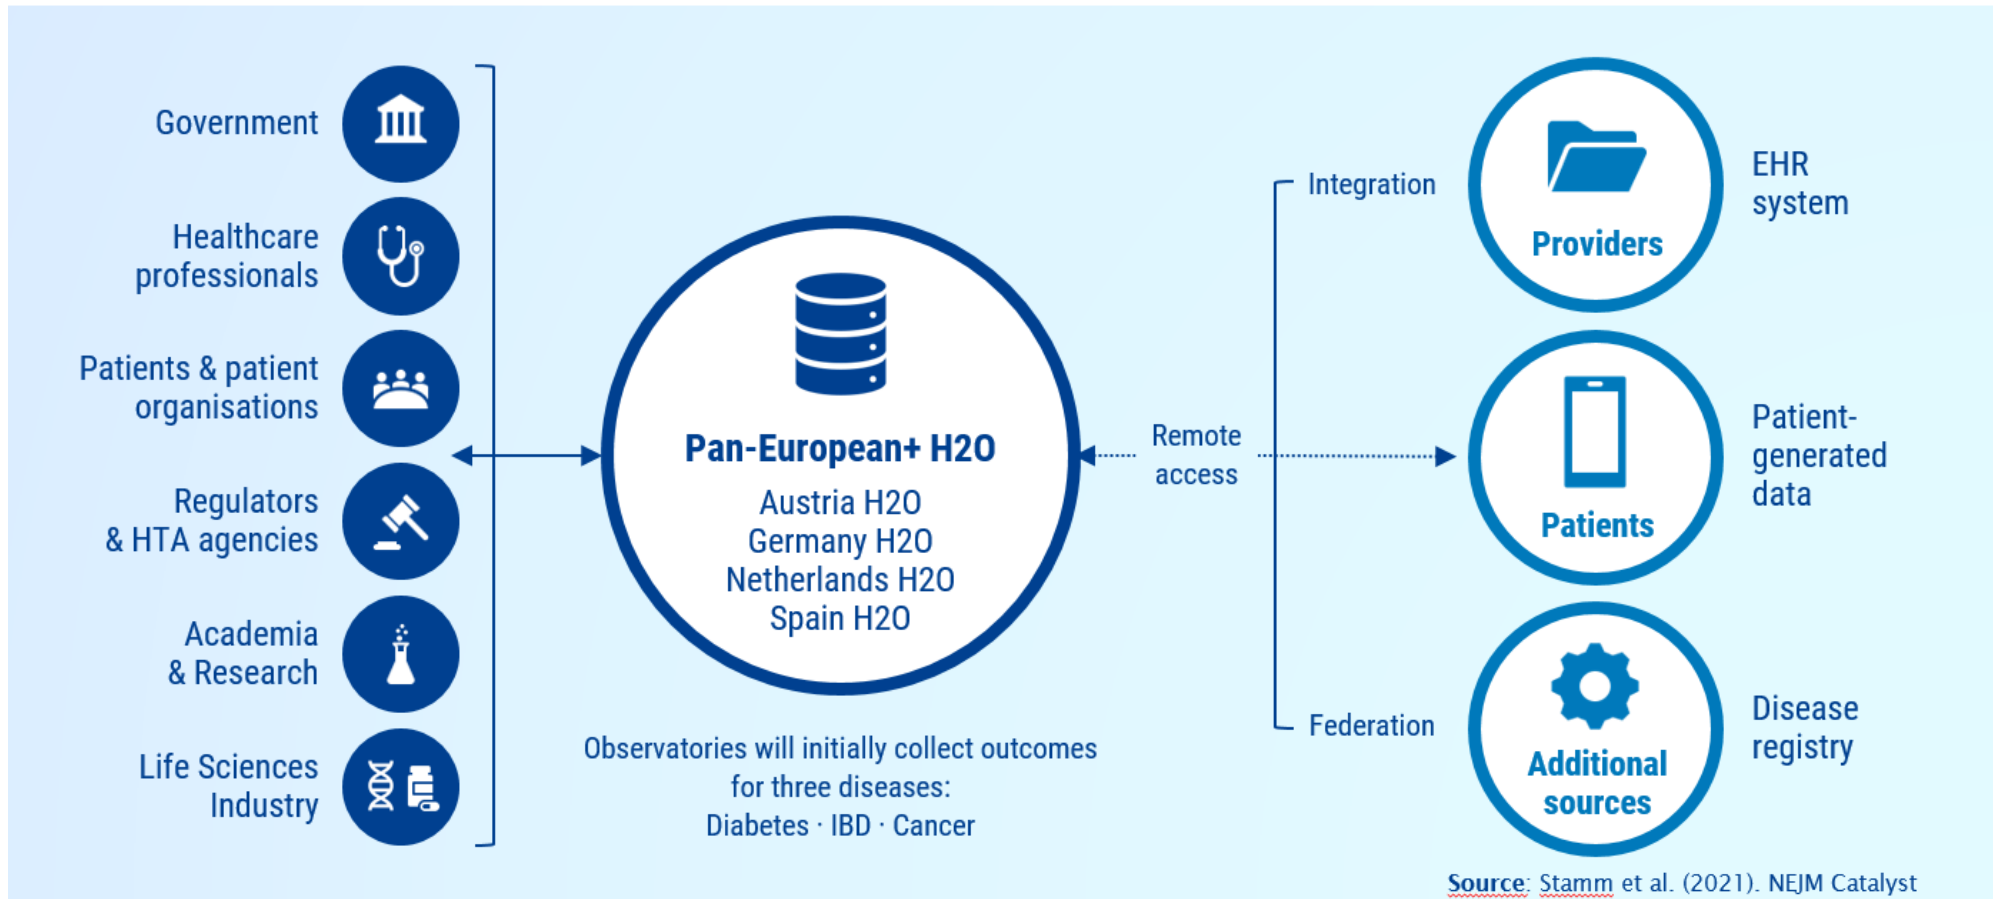 Government
Healthcare
professionals
Patients & patient
organisations
Regulators
& HTA agencies
Academia
& Research
Life Sciences
Industry
Pan-European+ H2O
Austria H2O
Germany H2O
Netherlands H2O
Spain H2O
Observatories will initially collect outcomes
for three diseases:
Diabetes · IBD · Cancer
Remote
access
Integration
Federation
Providers
EHR
system
Patients
Patient-
generated
data
Additional
sources
Disease
registry
Source: Stamm et al. (2021). NEJM Catalyst